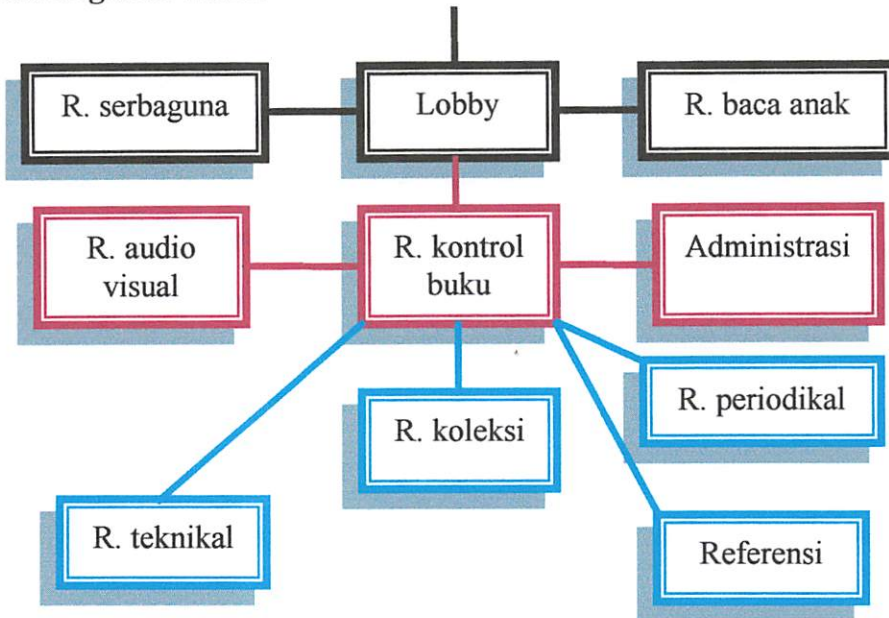 R. serbaguna
Lobby
R. baca anak
R. audio
visual
R. kontrol
buku
Administrasi
R. periodikal
R. koleksi
R. teknikal
Referensi